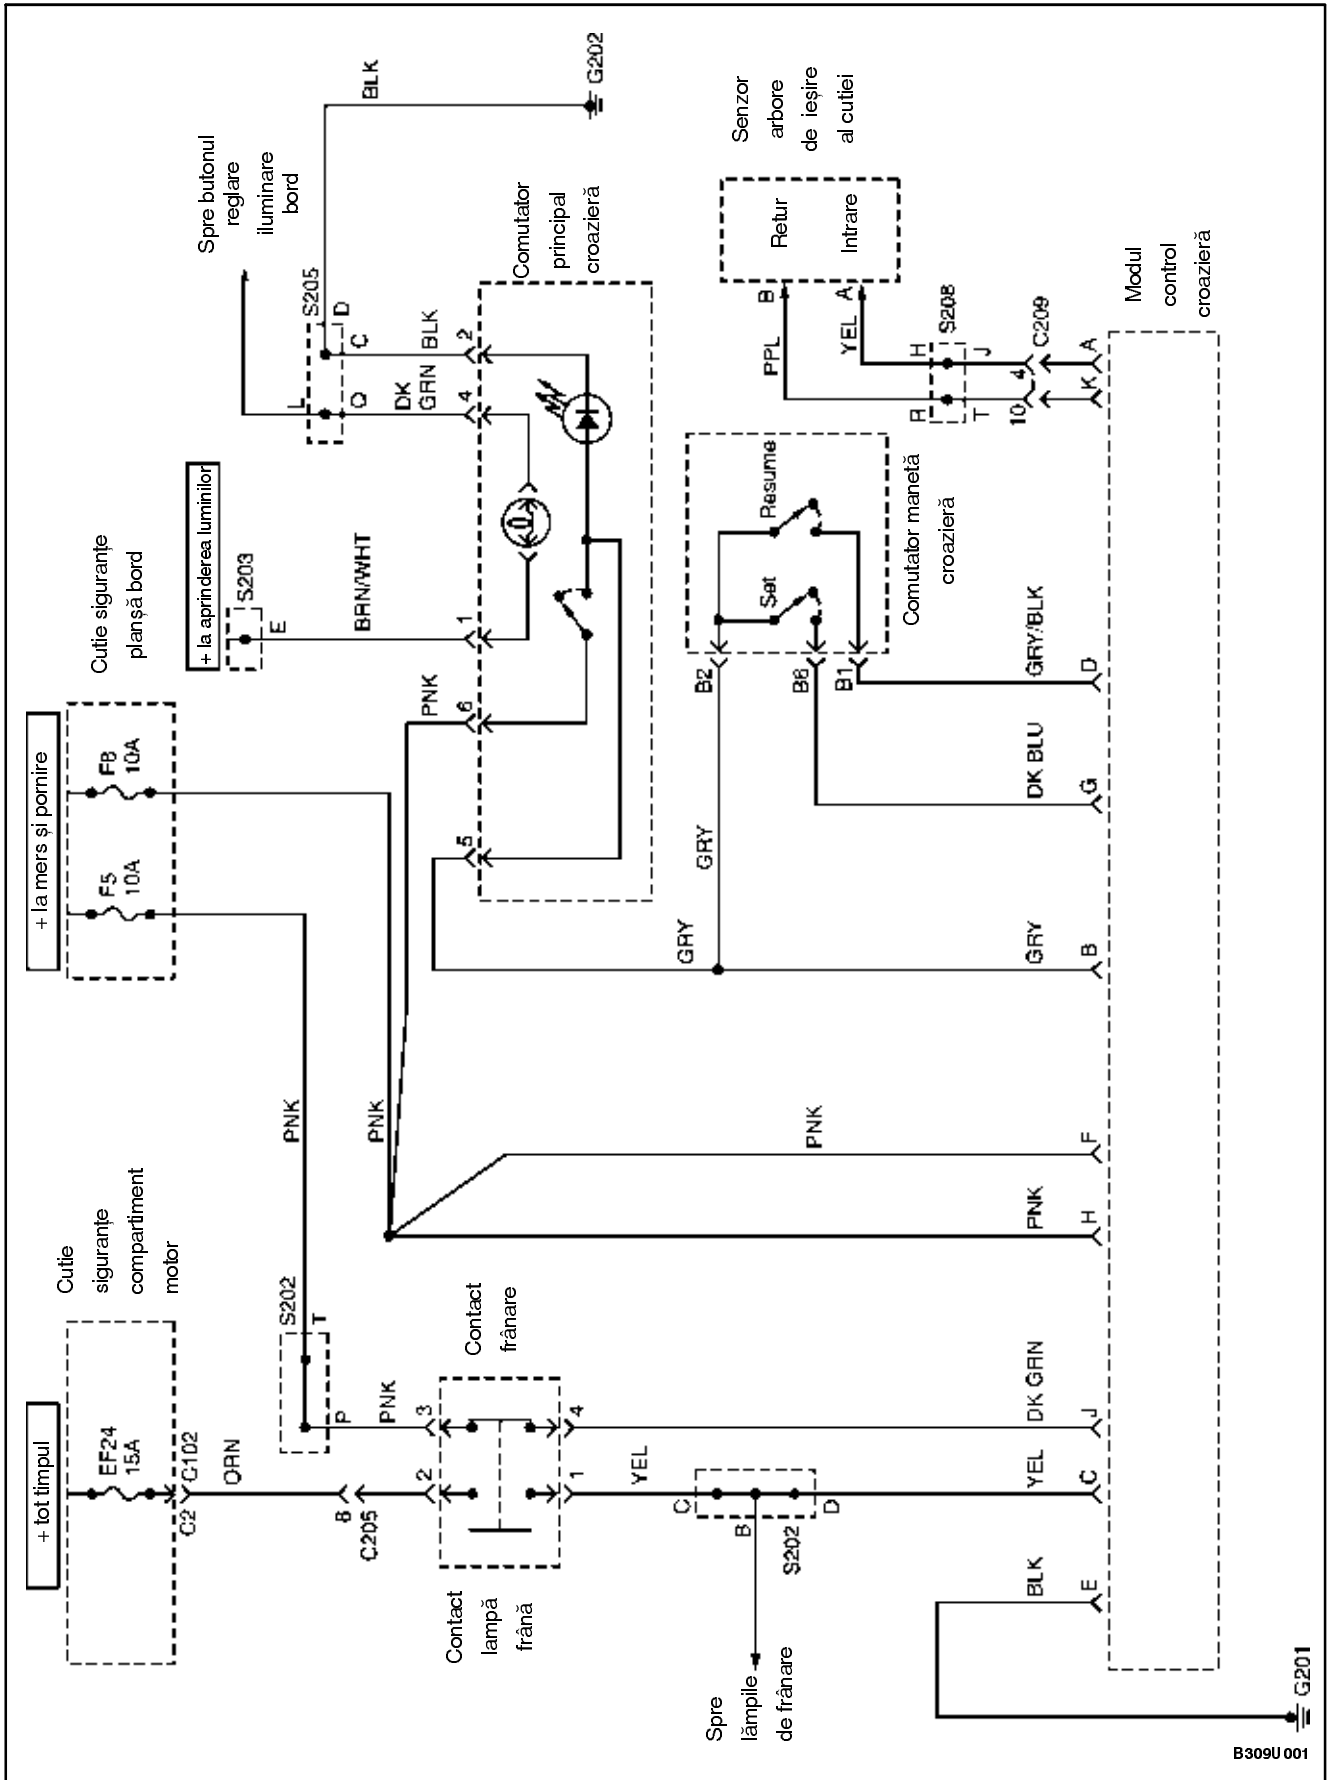 + tot timpul
EF24
15A
C2
C102
ORN
8
C205
Cutie
siguranțe
compartiment
motor
+ la mers și pornire
F5
10A
F8
10A
Cutie siguranțe
planșă bord
+ la aprinderea luminilor
S203
E
BRN/WHT
Spre butonul
reglare
iluminare
bord
L
S205
D
Q
C
DK
GRN
BLK
BLK
G202
S202
T
P
PNK
PNK
PNK
PNK
5
6
1
4
2
Comutator
principal
croazieră
Contact
lampă
frână
Contact
frânare
2
3
1
4
YEL
C
B
D
S202
Spre
lămpile
de frânare
GRY
GRY
B2
B6
B1
Set
Resume
Comutator manetă
croazieră
Senzor
arbore
de ieșire
al cutiei
Retur
Intrare
B
A
PPL
YEL
R
H
S208
T
J
10
4
C209
PNK
BLK
YEL
DK GRN
PNK
GRY
DK BLU
GRY/BLK
E
C
J
H
F
B
G
D
K
A
Modul
control
croazieră
G201
B309U001